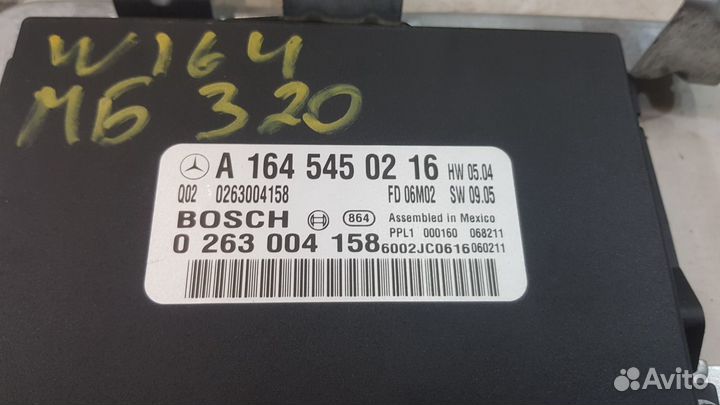 W164
МБ 320
A 164 545 02 16 HW 05.04
Q02 0263004158 FD 06M02 SW 09.05
BOSCH 864 Assembled in Mexico
PPL1 000160 068211
0 263 004 158 6002JC0616 060211
Avito